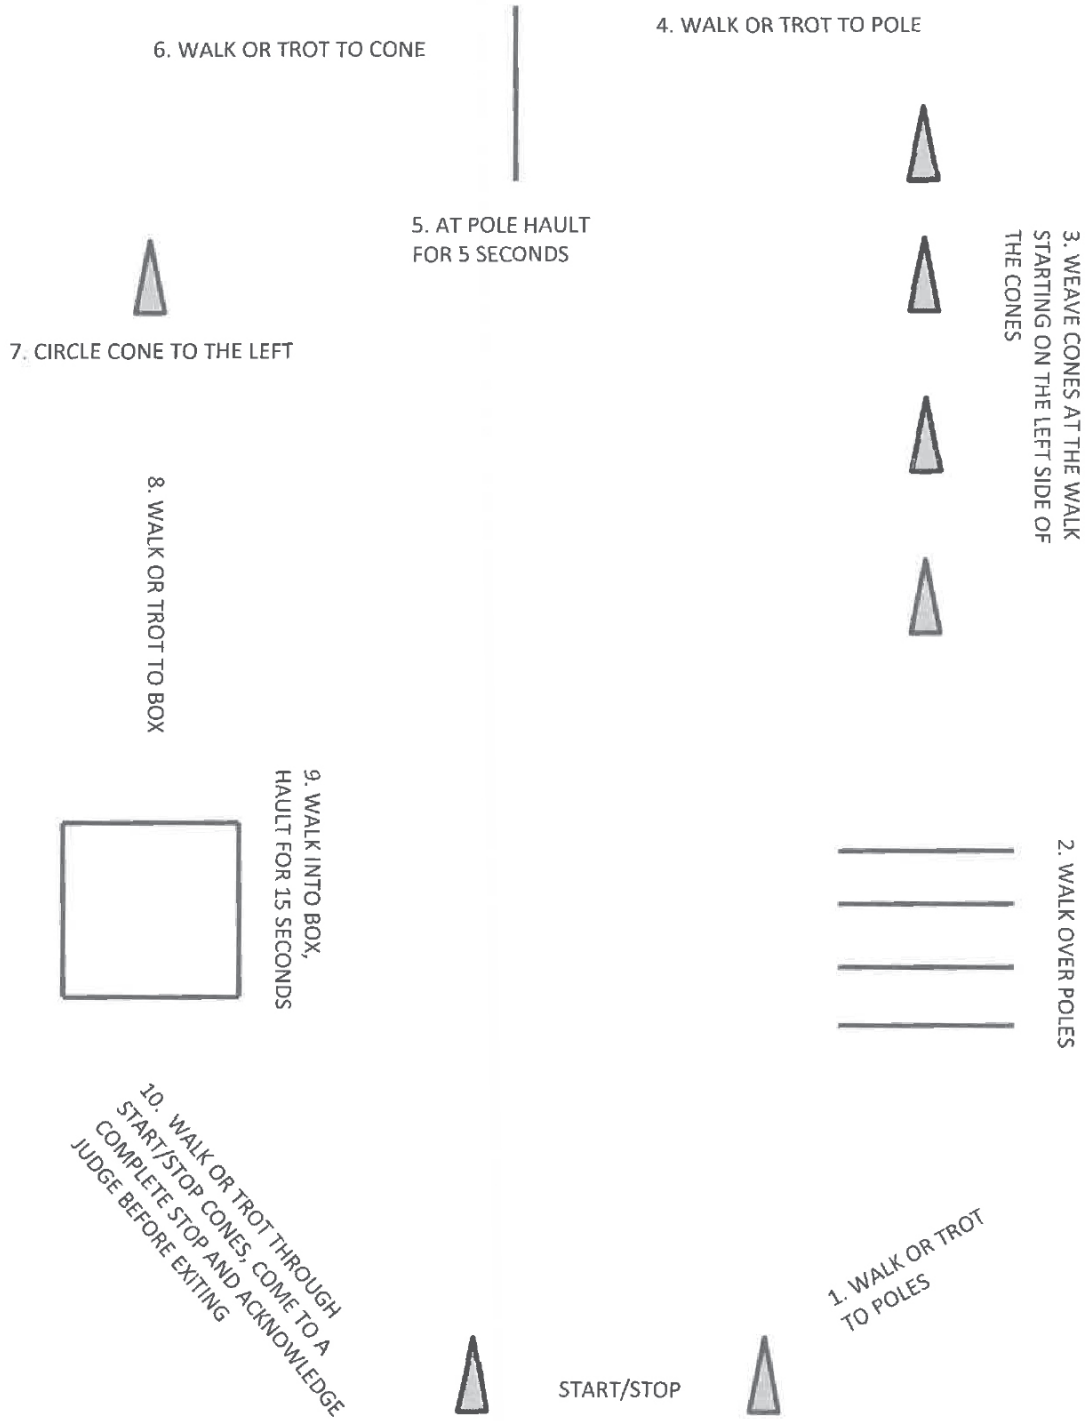 6. WALK OR TROT TO CONE
4. WALK OR TROT TO POLE
5. AT POLE HAULT
FOR 5 SECONDS
3. WEAVE CONES AT THE WALK
STARTING ON THE LEFT SIDE OF
THE CONES
7. CIRCLE CONE TO THE LEFT
8. WALK OR TROT TO BOX
9. WALK INTO BOX,
HAULT FOR 15 SECONDS
2. WALK OVER POLES
10. WALK OR TROT THROUGH
START/STOP CONES, COME TO A
COMPLETE STOP AND ACKNOWLEDGE
JUDGE BEFORE EXITING
1. WALK OR TROT
TO POLES
START/STOP